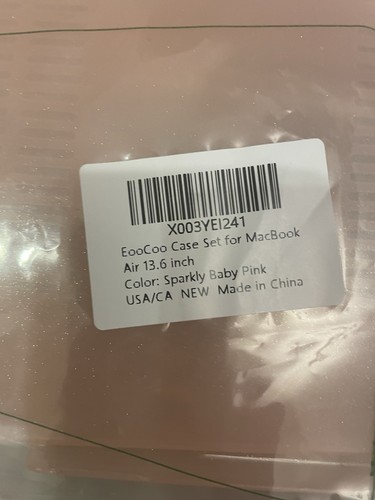 X003YEI241
EooCoo Case Set for MacBook
Air 13.6 inch
Color: Sparkly Baby Pink
USA/CA NEW Made in China